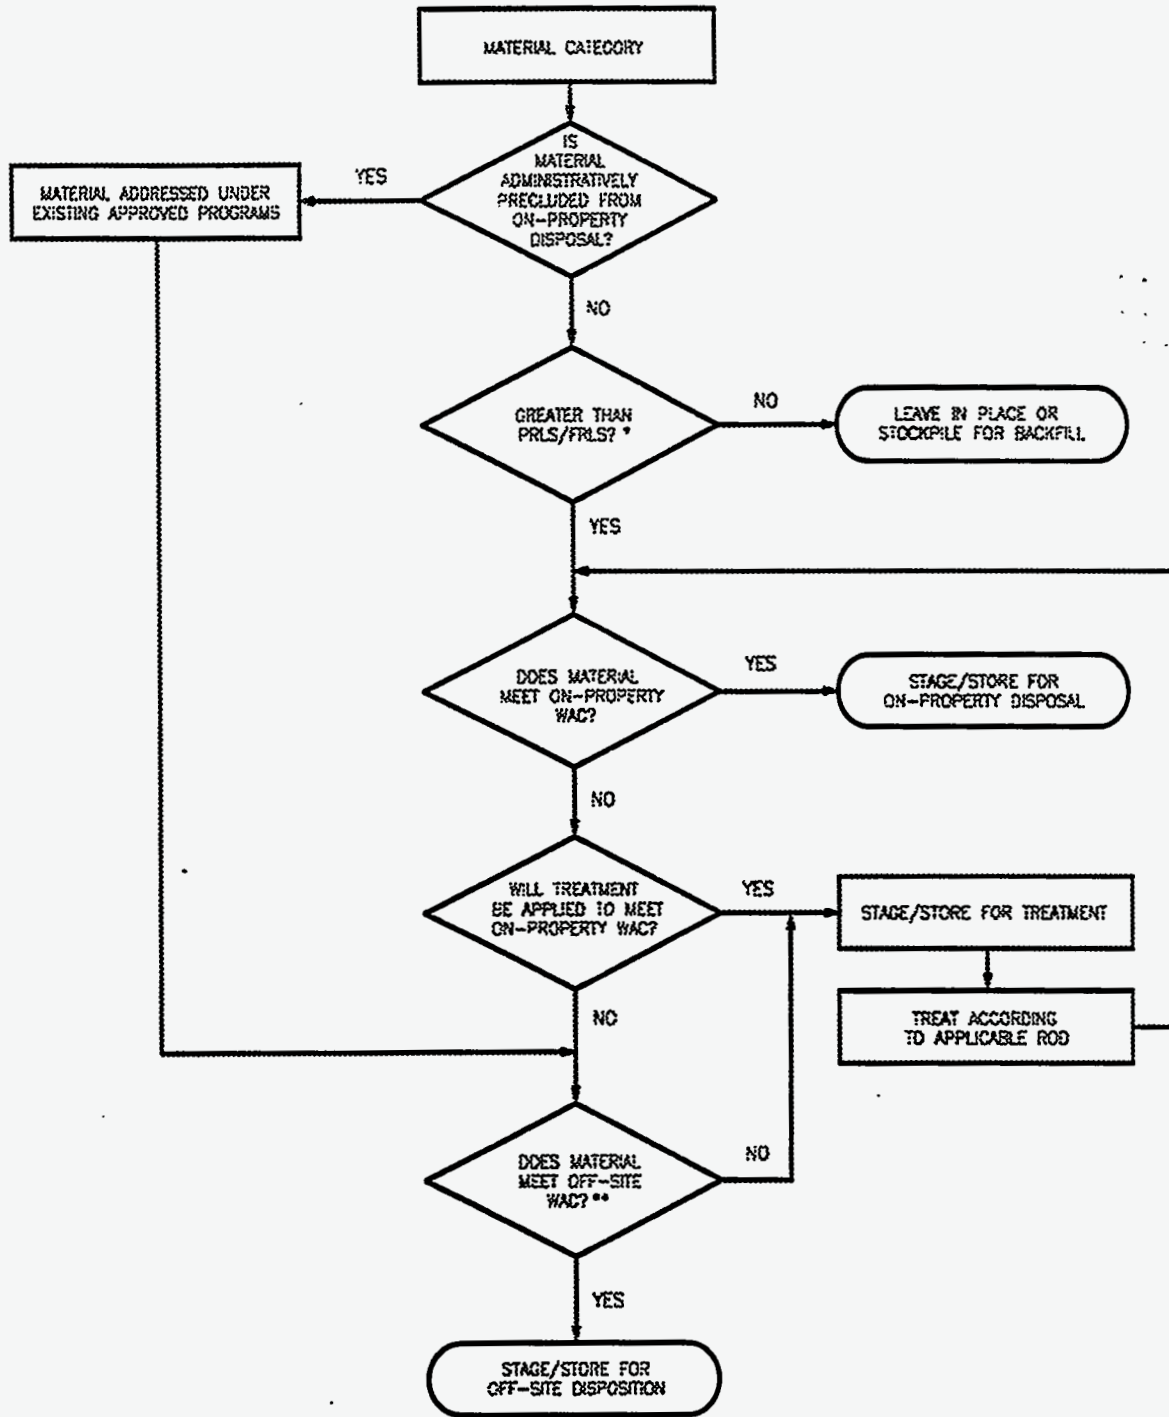 MATERIAL CATEGORY
IS
MATERIAL
ADMINISTRATIVELY
PRECLUDED FROM
ON-PROPERTY
DISPOSAL?
YES
MATERIAL ADDRESSED UNDER
EXISTING APPROVED PROGRAMS
NO
GREATER THAN
PRLS/FRLS? *
NO
LEAVE IN PLACE OR
STOCKPILE FOR BACKFILL
YES
DOES MATERIAL
MEET ON-PROPERTY
WAC?
YES
STAGE/STORE FOR
ON-PROPERTY DISPOSAL
NO
WILL TREATMENT
BE APPLIED TO MEET
ON-PROPERTY WAC?
YES
STAGE/STORE FOR TREATMENT
TREAT ACCORDING
TO APPLICABLE ROD
NO
DOES MATERIAL
MEET OFF-SITE
WAC? **
NO
YES
STAGE/STORE FOR
OFF-SITE DISPOSITION